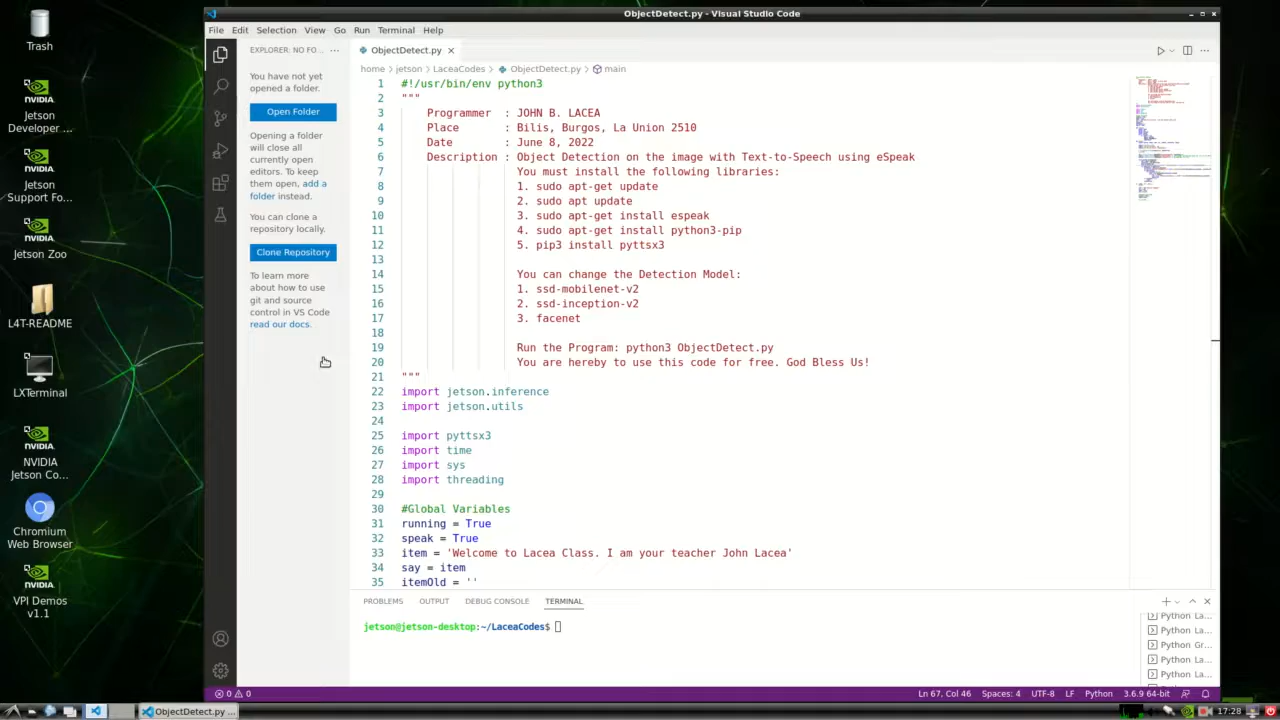 ObjectDetect.py - Visual Studio Code
File Edit Selection View Go Run Terminal Help
EXPLORER: NO FO... ···
You have not yet
opened a folder.
Open Folder
Opening a folder
will close all
currently open
editors. To keep
them open, add a
folder instead.
You can clone a
repository locally.
Clone Repository
To learn more
about how to use
git and source
control in VS Code
read our docs.
ObjectDetect.py
home > jetson > LaceaCodes > ObjectDetect.py > main
1 #!/usr/bin/env python3
2 """
3 Programmer : JOHN B. LACEA
4 Place : Bilis, Burgos, La Union 2510
5 Date : June 8, 2022
6 Description : Object Detection on the image with Text-to-Speech using eSpeak
7 You must install the following libraries:
8 1. sudo apt-get update
9 2. sudo apt update
10 3. sudo apt-get install espeak
11 4. sudo apt-get install python3-pip
12 5. pip3 install pyttsx3
13
14 You can change the Detection Model:
15 1. ssd-mobilenet-v2
16 2. ssd-inception-v2
17 3. facenet
18
19 Run the Program: python3 ObjectDetect.py
20 You are hereby to use this code for free. God Bless Us!
21 """
22 import jetson.inference
23 import jetson.utils
24
25 import pyttsx3
26 import time
27 import sys
28 import threading
29
30 #Global Variables
31 running = True
32 speak = True
33 item = 'Welcome to Lacea Class. I am your teacher John Lacea'
34 say = item
35 itemOld = ''
PROBLEMS OUTPUT DEBUG CONSOLE TERMINAL
jetson@jetson-desktop:~/LaceaCodes$
Python La...
Python La...
Python Gr...
Python La...
Python La...
0 0 Ln 67, Col 46 Spaces: 4 UTF-8 LF Python 3.6.9 64-bit
Trash
Jetson
Developer ...
Jetson
Support Fo...
Jetson Zoo
L4T-README
LXTerminal
NVIDIA
Jetson Co...
Chromium
Web Browser
VPI Demos
v1.1
ObjectDetect.py ...
17:28